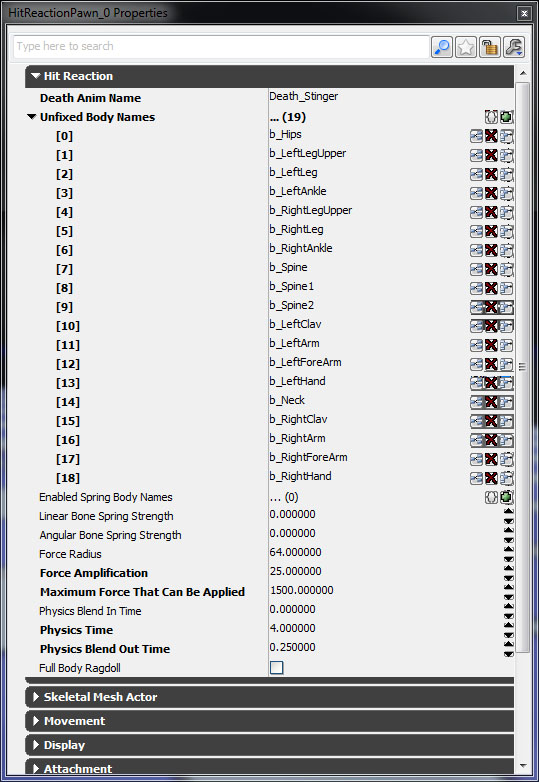 HitReactionPawn_0 Properties
Type here to search
Hit Reaction
Death Anim Name Death_Stinger
Unfixed Body Names ... (19)
[0] b_Hips
[1] b_LeftLegUpper
[2] b_LeftLeg
[3] b_LeftAnkle
[4] b_RightLegUpper
[5] b_RightLeg
[6] b_RightAnkle
[7] b_Spine
[8] b_Spine1
[9] b_Spine2
[10] b_LeftClav
[11] b_LeftArm
[12] b_LeftForeArm
[13] b_LeftHand
[14] b_Neck
[15] b_RightClav
[16] b_RightArm
[17] b_RightForeArm
[18] b_RightHand
Enabled Spring Body Names ... (0)
Linear Bone Spring Strength 0.000000
Angular Bone Spring Strength 0.000000
Force Radius 64.000000
Force Amplification 25.000000
Maximum Force That Can Be Applied 1500.000000
Physics Blend In Time 0.000000
Physics Time 4.000000
Physics Blend Out Time 0.250000
Full Body Ragdoll
Skeletal Mesh Actor
Movement
Display
Attachment